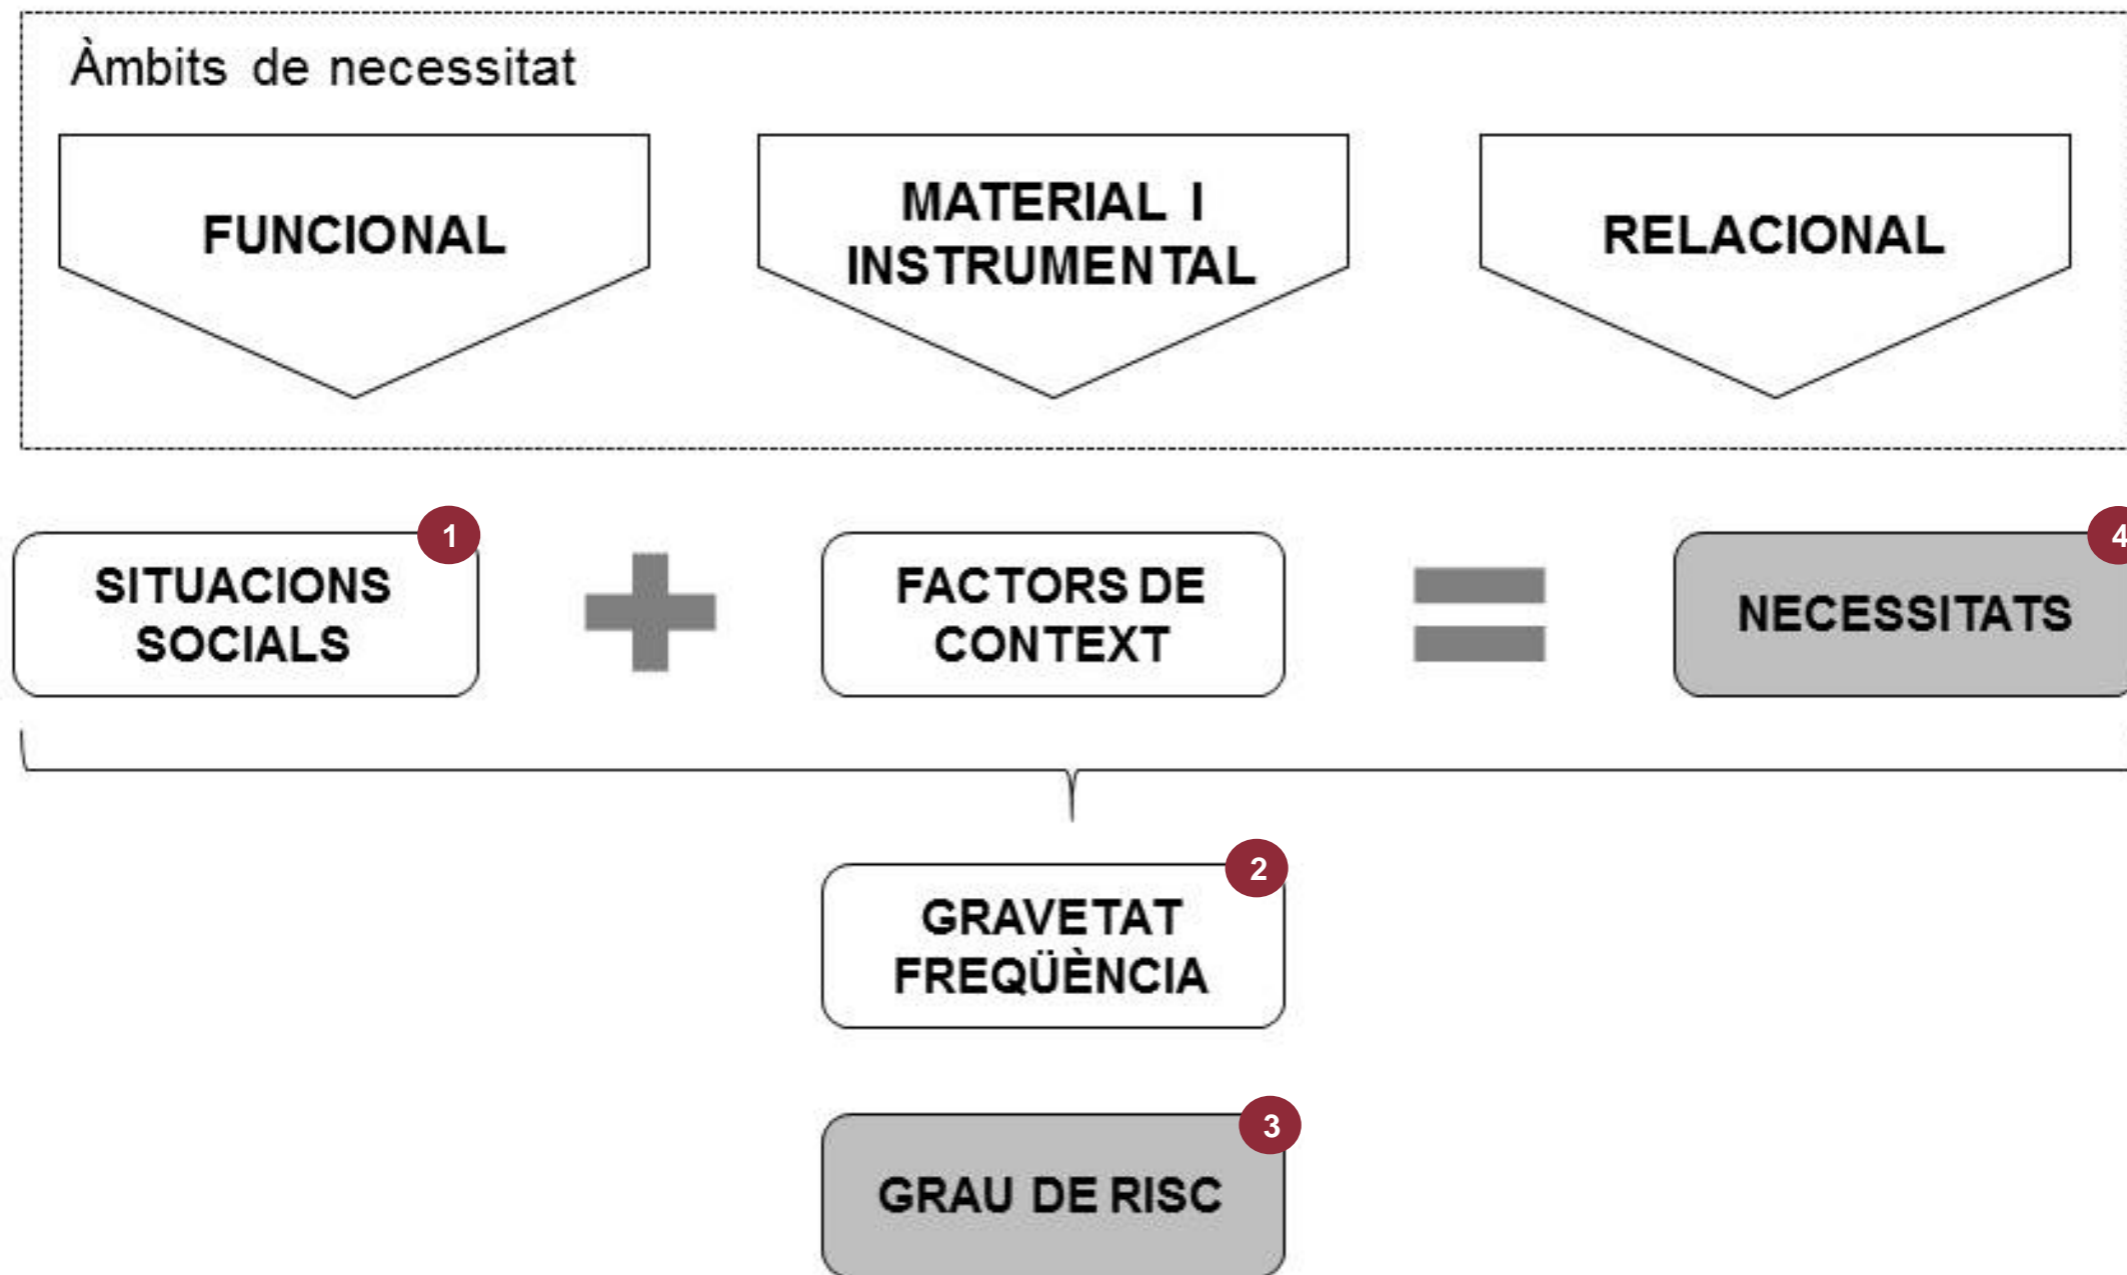 Àmbits de necessitat
FUNCIONAL
MATERIAL I
INSTRUMENTAL
RELACIONAL
1
SITUACIONS
SOCIALS
FACTORS DE
CONTEXT
4
NECESSITATS
2
GRAVETAT
FREQÜÈNCIA
3
GRAU DE RISC